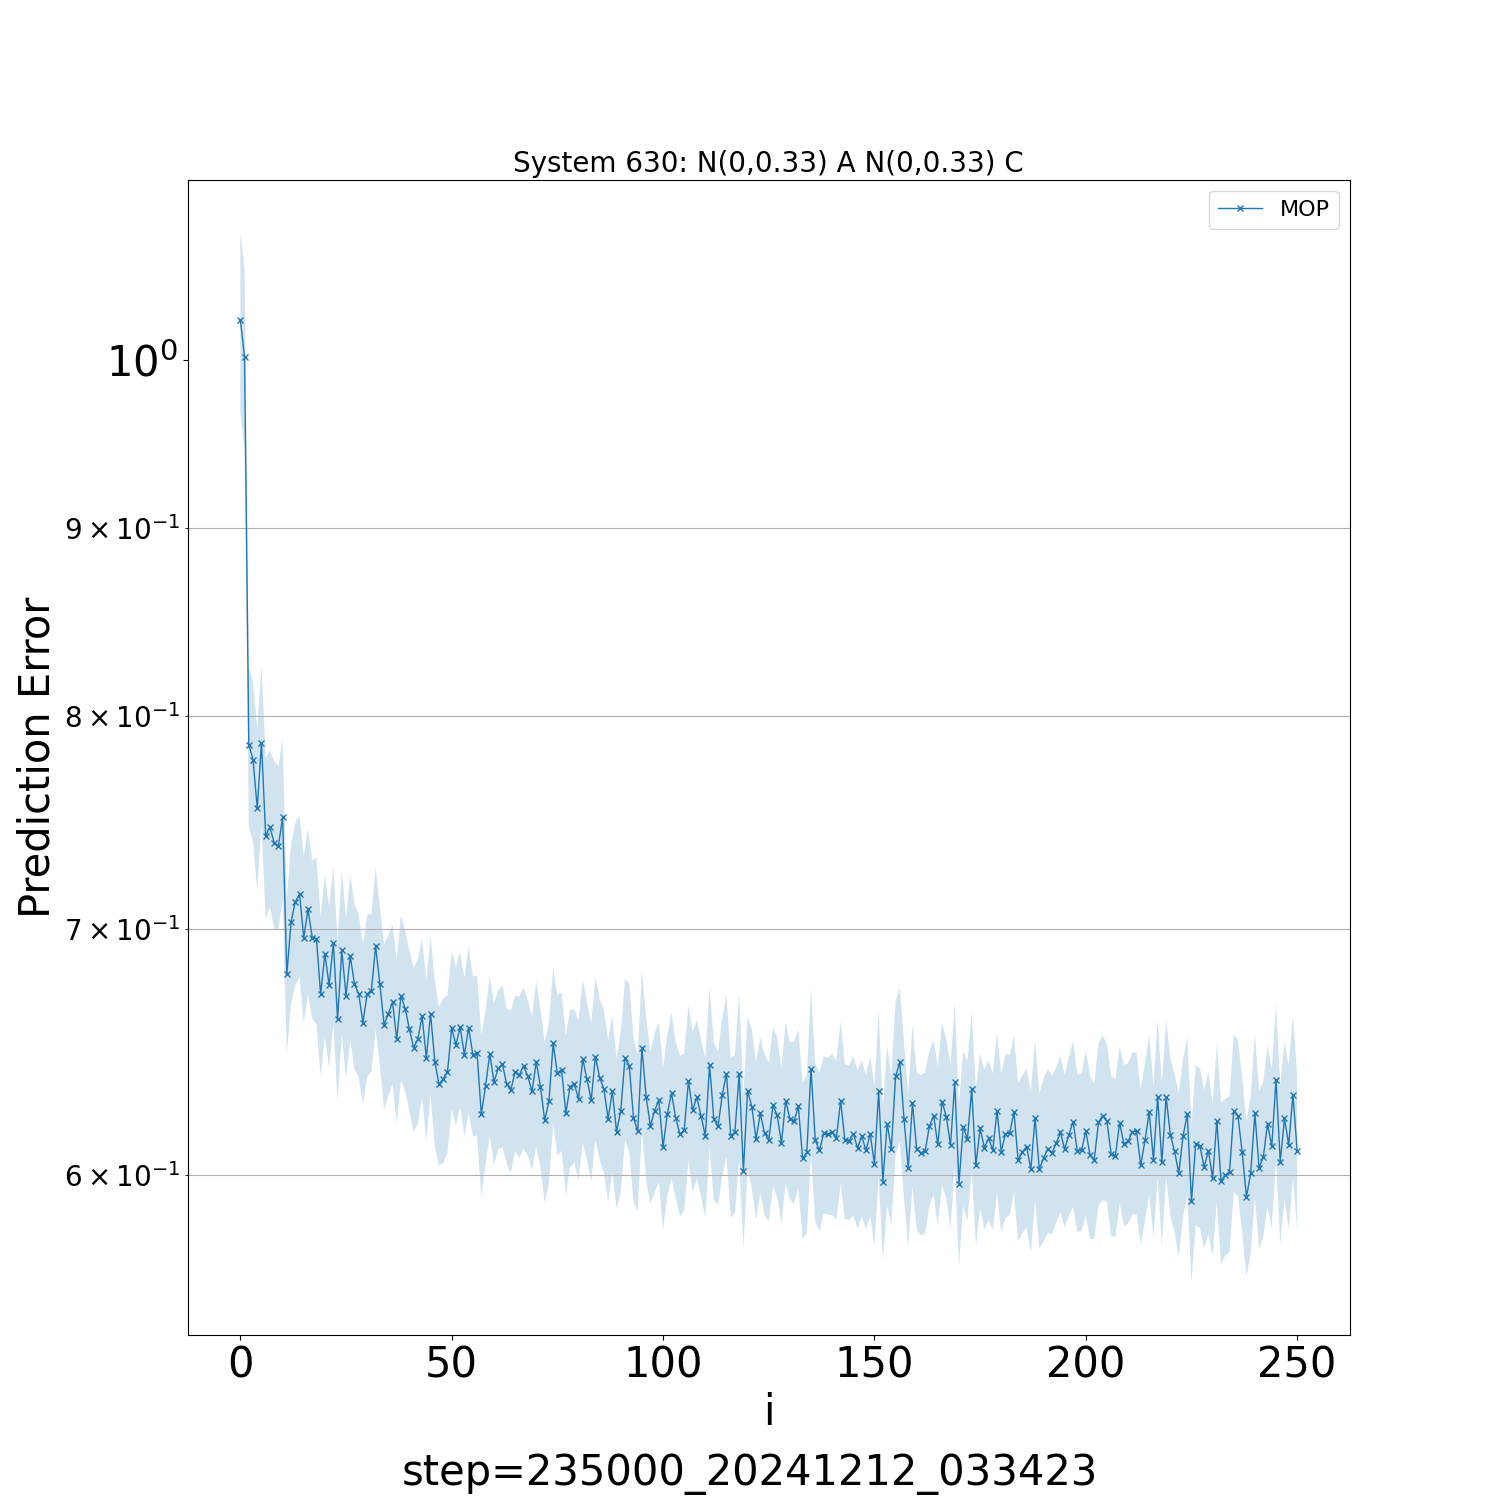 System 630: N(0,0.33) A N(0,0.33) C
MOP
10⁰
9 × 10⁻¹
8 × 10⁻¹
7 × 10⁻¹
6 × 10⁻¹
Prediction Error
0 50 100 150 200 250
i
step=235000_20241212_033423